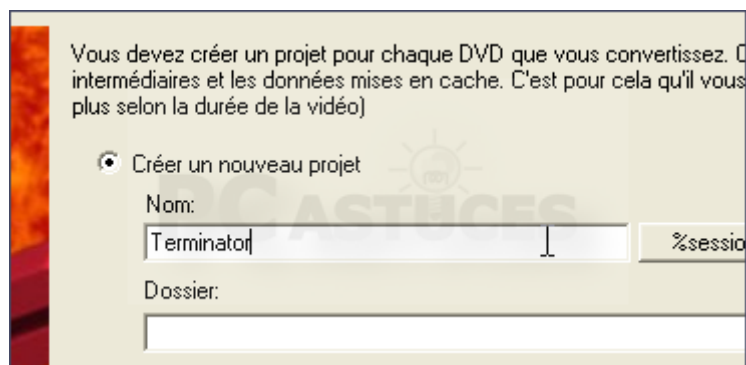 Vous devez créer un projet pour chaque DVD que vous convertissez.
intermédiaires et les données mises en cache. C'est pour cela qu'il vous
plus selon la durée de la vidéo)
Créer un nouveau projet
PC ASTUCES
Nom:
Terminator
%sessio
Dossier: